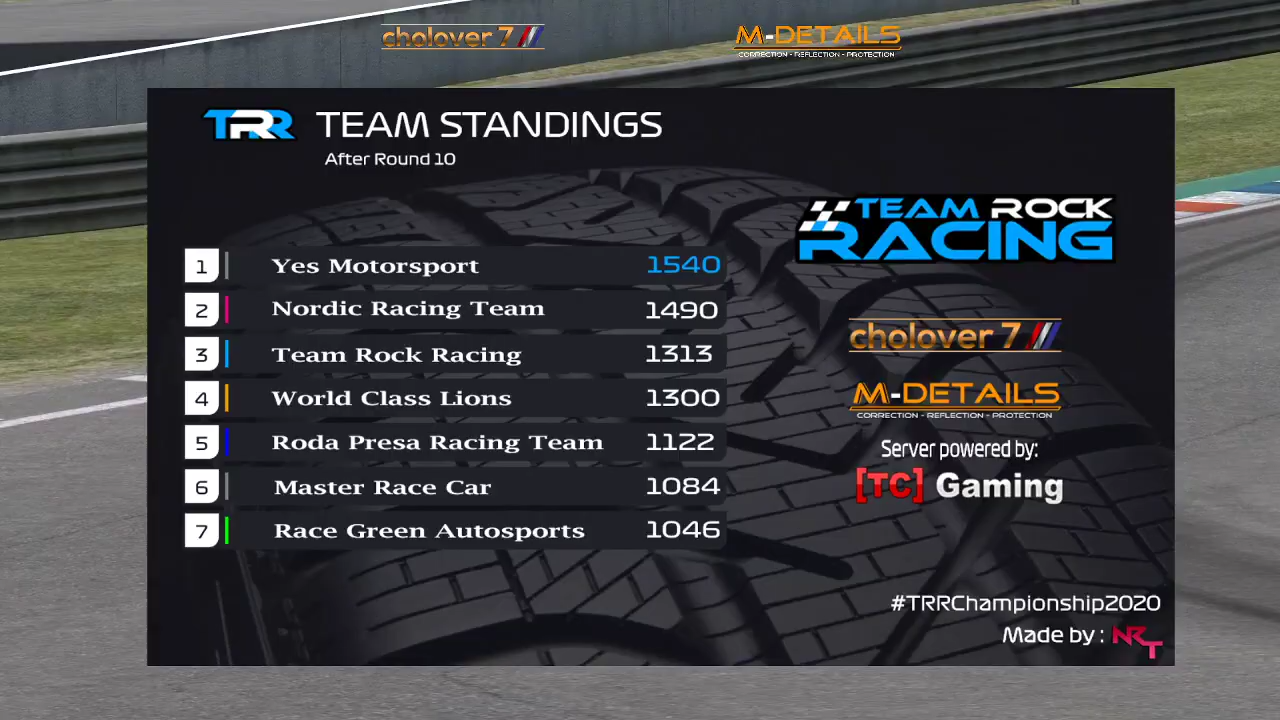 cholover 7
M-DETAILS
CORRECTION - REFLECTION - PROTECTION
TRR TEAM STANDINGS
After Round 10
TEAM ROCK
RACING
1 Yes Motorsport 1540
2 Nordic Racing Team 1490
3 Team Rock Racing 1313
4 World Class Lions 1300
5 Roda Presa Racing Team 1122
6 Master Race Car 1084
7 Race Green Autosports 1046
cholover 7
M-DETAILS
CORRECTION - REFLECTION - PROTECTION
Server powered by:
[TC] Gaming
#TRRChampionship2020
Made by : NRT